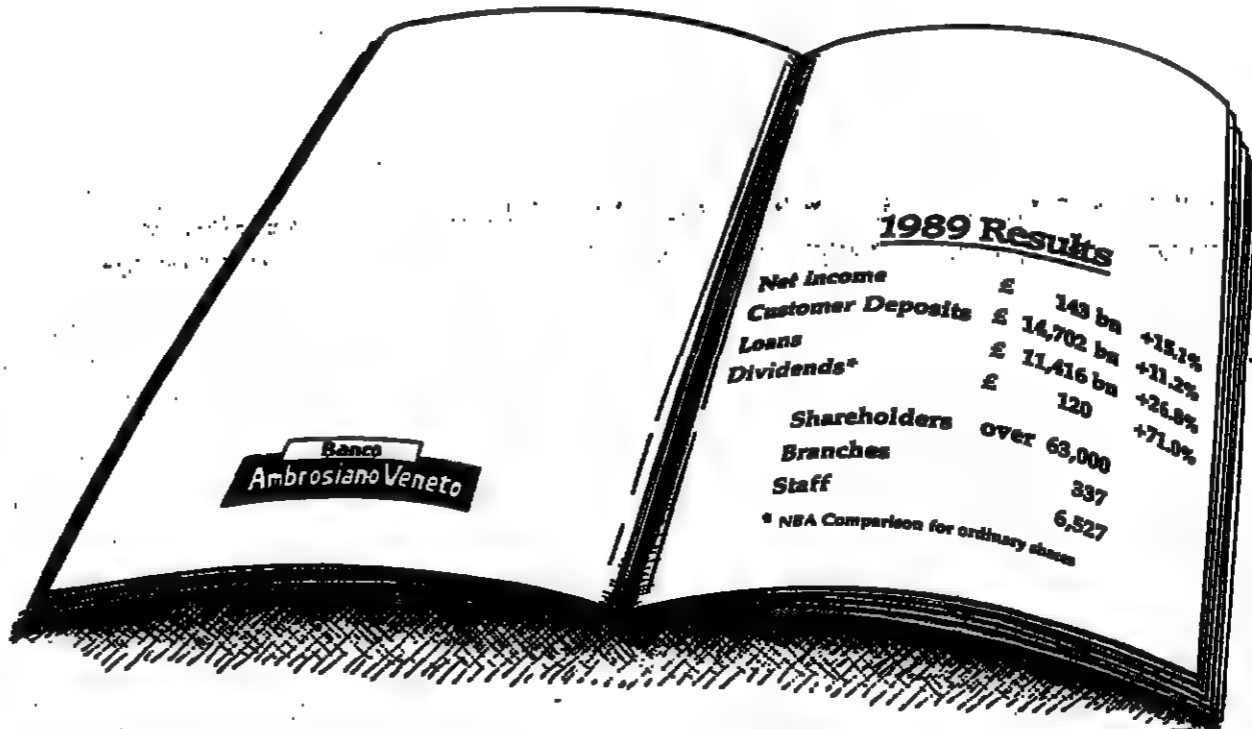 Banco
Ambrosiano Veneto
1989 Results
Net income £ 143 bn +15.1%
Customer Deposits £ 14,702 bn +11.2%
Loans £ 11,416 bn +26.8%
Dividends* £ 120 +71.0%
Shareholders over 63,000
Branches 337
Staff 6,527
* NBA Comparison for ordinary shares